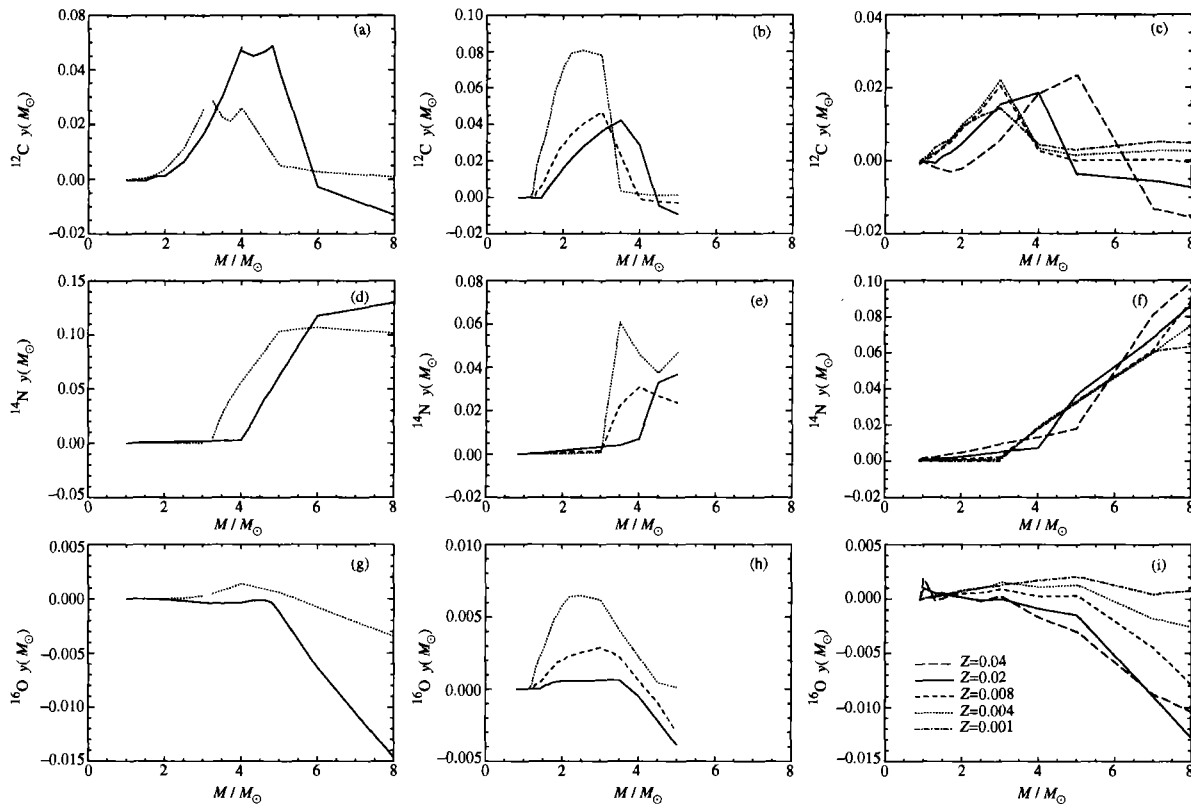 (a)
¹²C y(M☉)
0.08
0.06
0.04
0.02
0.00
−0.02
0 2 4 6 8
M / M☉
(b)
¹²C y(M☉)
0.10
0.08
0.06
0.04
0.02
0.00
−0.02
0 2 4 6 8
M / M☉
(c)
¹²C y(M☉)
0.04
0.02
0.00
−0.02
0 2 4 6 8
M / M☉
(d)
¹⁴N y(M☉)
0.15
0.10
0.05
0.00
−0.05
0 2 4 6 8
M / M☉
(e)
¹⁴N y(M☉)
0.08
0.06
0.04
0.02
0.00
−0.02
0 2 4 6 8
M / M☉
(f)
¹⁴N y(M☉)
0.10
0.08
0.06
0.04
0.02
0.00
−0.02
0 2 4 6 8
M / M☉
(g)
¹⁶O y(M☉)
0.005
0.000
−0.005
−0.010
−0.015
0 2 4 6 8
M / M☉
(h)
¹⁶O y(M☉)
0.010
0.005
0.000
−0.005
0 2 4 6 8
M / M☉
(i)
¹⁶O y(M☉)
0.005
0.000
−0.005
−0.010
−0.015
Z=0.04
Z=0.02
Z=0.008
Z=0.004
Z=0.001
0 2 4 6 8
M / M☉